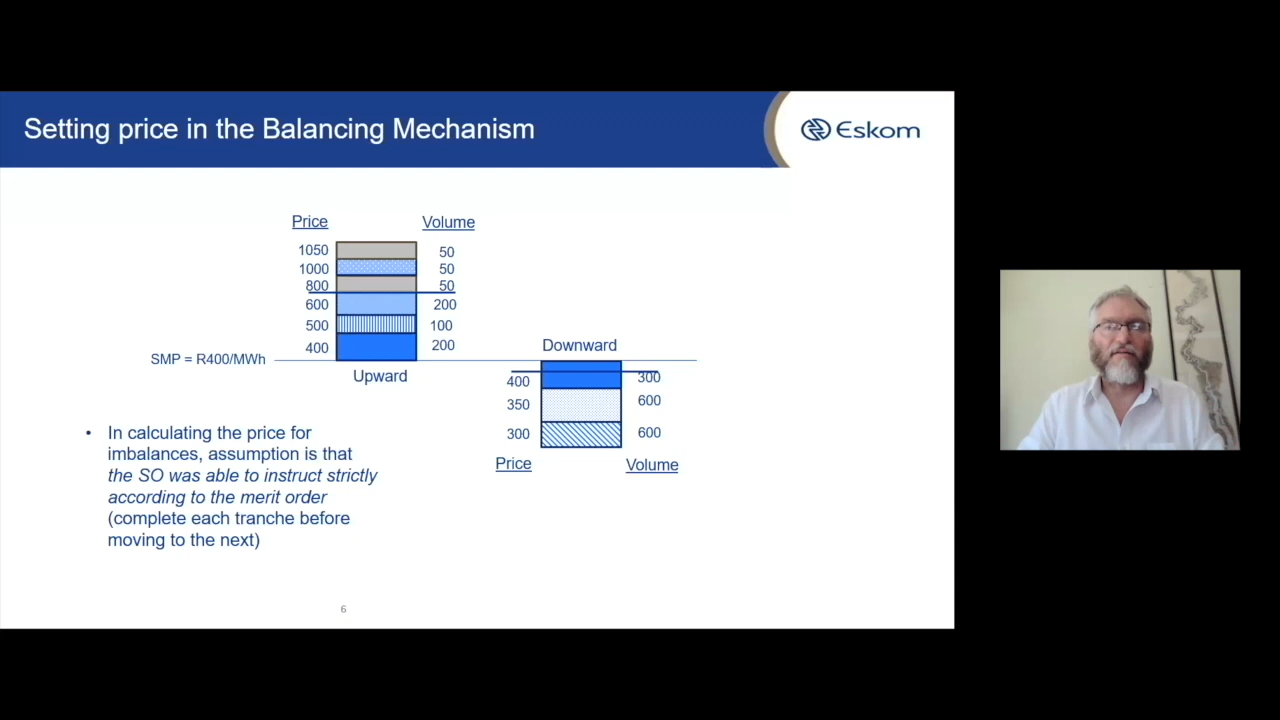 Setting price in the Balancing Mechanism
Eskom
Price Volume
1050 50
1000 50
800 50
600 200
500 100
400 200
SMP = R400/MWh
Upward
Downward
400 300
350 600
300 600
Price Volume
• In calculating the price for
imbalances, assumption is that
the SO was able to instruct strictly
according to the merit order
(complete each tranche before
moving to the next)
6